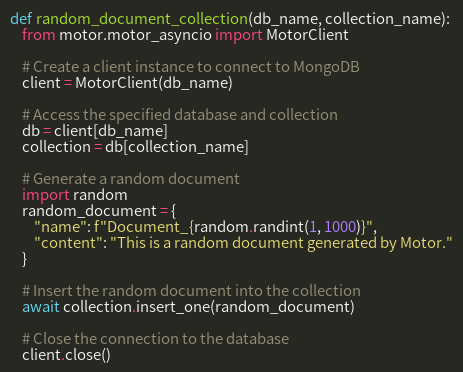 def random_document_collection(db_name, collection_name):
from motor.motor_asyncio import MotorClient
# Create a client instance to connect to MongoDB
client = MotorClient(db_name)
# Access the specified database and collection
db = client[db_name]
collection = db[collection_name]
# Generate a random document
import random
random_document = {
"name": f"Document_{random.randint(1, 1000)}",
"content": "This is a random document generated by Motor."
}
# Insert the random document into the collection
await collection.insert_one(random_document)
# Close the connection to the database
client.close()